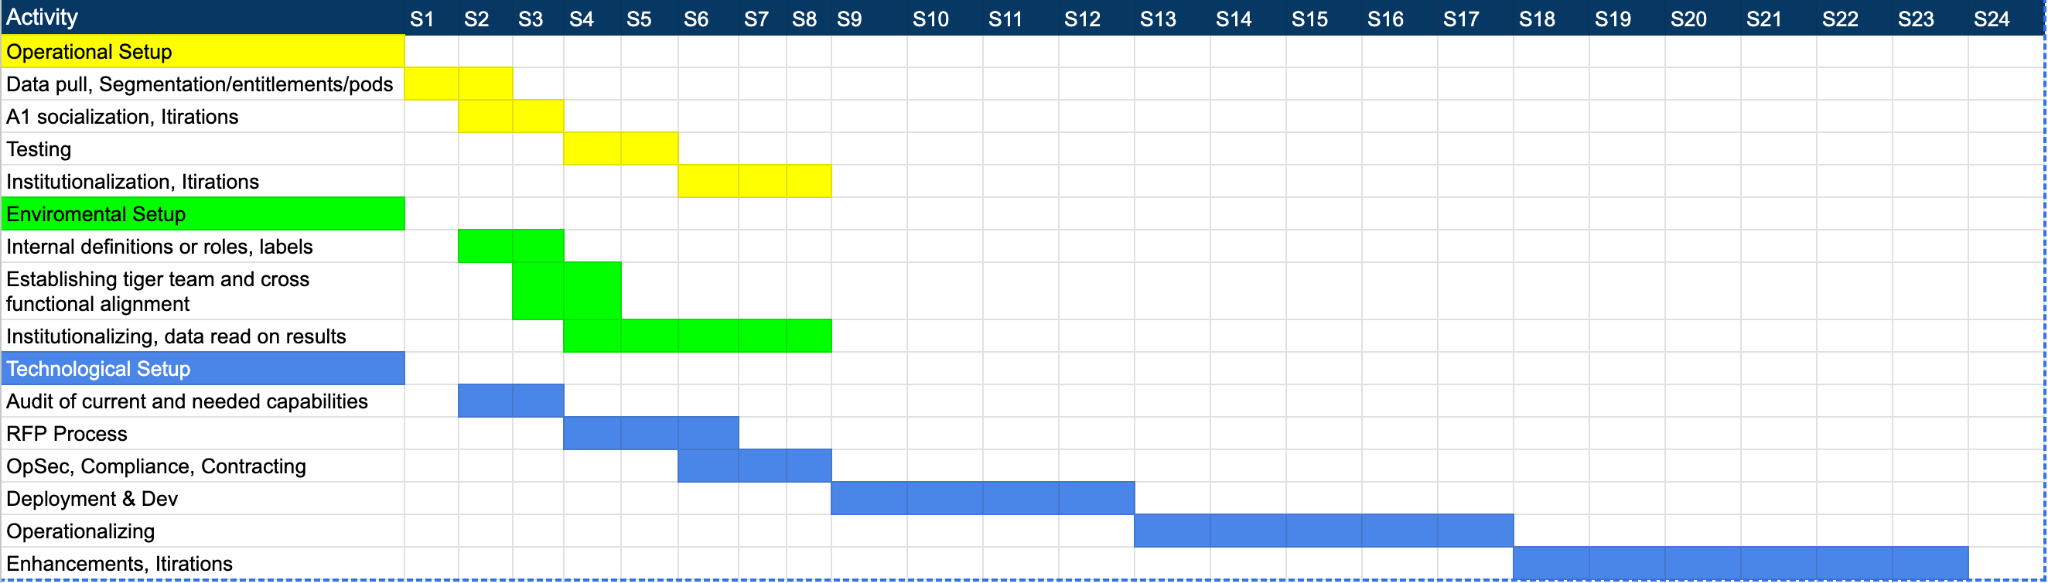 Activity S1 S2 S3 S4 S5 S6 S7 S8 S9 S10 S11 S12 S13 S14 S15 S16 S17 S18 S19 S20 S21 S22 S23 S24
Operational Setup
Data pull, Segmentation/entitlements/pods
A1 socialization, Itirations
Testing
Institutionalization, Itirations
Enviromental Setup
Internal definitions or roles, labels
Establishing tiger team and cross
functional alignment
Institutionalizing, data read on results
Technological Setup
Audit of current and needed capabilities
RFP Process
OpSec, Compliance, Contracting
Deployment & Dev
Operationalizing
Enhancements, Itirations